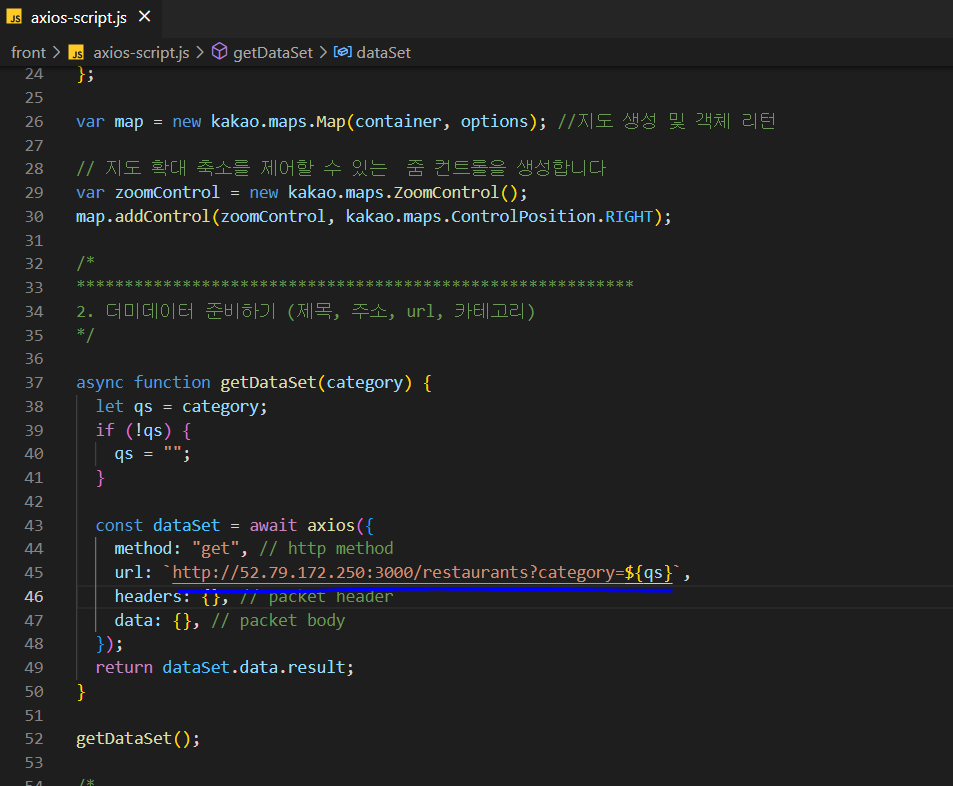 JS axios-script.js ×
front > JS axios-script.js > getDataSet > dataSet
24 };
25
26 var map = new kakao.maps.Map(container, options); //지도 생성 및 객체 리턴
27
28 // 지도 확대 축소를 제어할 수 있는  줌 컨트롤을 생성합니다
29 var zoomControl = new kakao.maps.ZoomControl();
30 map.addControl(zoomControl, kakao.maps.ControlPosition.RIGHT);
31
32 /*
33 **********************************************************
34 2. 더미데이터 준비하기 (제목, 주소, url, 카테고리)
35 */
36
37 async function getDataSet(category) {
38   let qs = category;
39   if (!qs) {
40     qs = "";
41   }
42
43   const dataSet = await axios({
44     method: "get", // http method
45     url: `http://52.79.172.250:3000/restaurants?category=${qs}`,
46     headers: {}, // packet header
47     data: {}, // packet body
48   });
49   return dataSet.data.result;
50 }
51
52 getDataSet();
53
54 /*